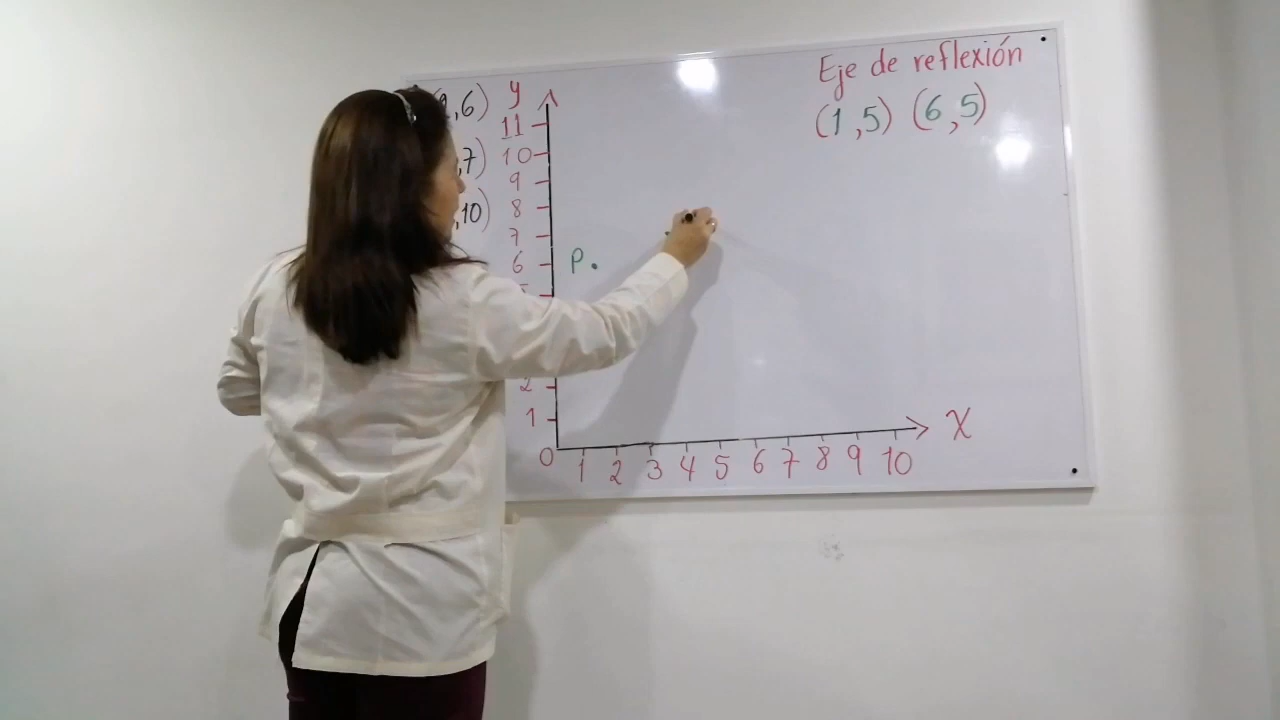 Eje de reflexión
(1,5) (6,5)
,6)
,7)
,10)
y
11
10
9
8
7
6
P.
2
1
0 1 2 3 4 5 6 7 8 9 10
X